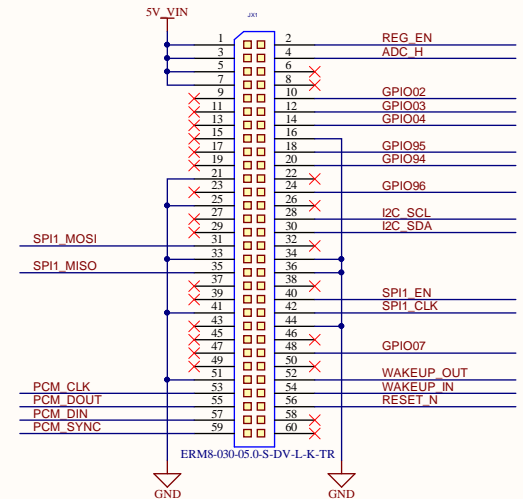 5V_VIN
JX1
1 2 REG_EN
3 4 ADC_H
5 6
7 8
9 10 GPIO02
11 12 GPIO03
13 14 GPIO04
15 16
17 18 GPIO95
19 20 GPIO94
21 22
23 24 GPIO96
25 26
27 28 I2C_SCL
29 30 I2C_SDA
SPI1_MOSI 31 32
33 34
SPI1_MISO 35 36
37 38
39 40 SPI1_EN
41 42 SPI1_CLK
43 44
45 46
47 48 GPIO07
49 50
51 52 WAKEUP_OUT
PCM_CLK 53 54 WAKEUP_IN
PCM_DOUT 55 56 RESET_N
PCM_DIN 57 58
PCM_SYNC 59 60
ERM8-030-05.0-S-DV-L-K-TR
GND GND